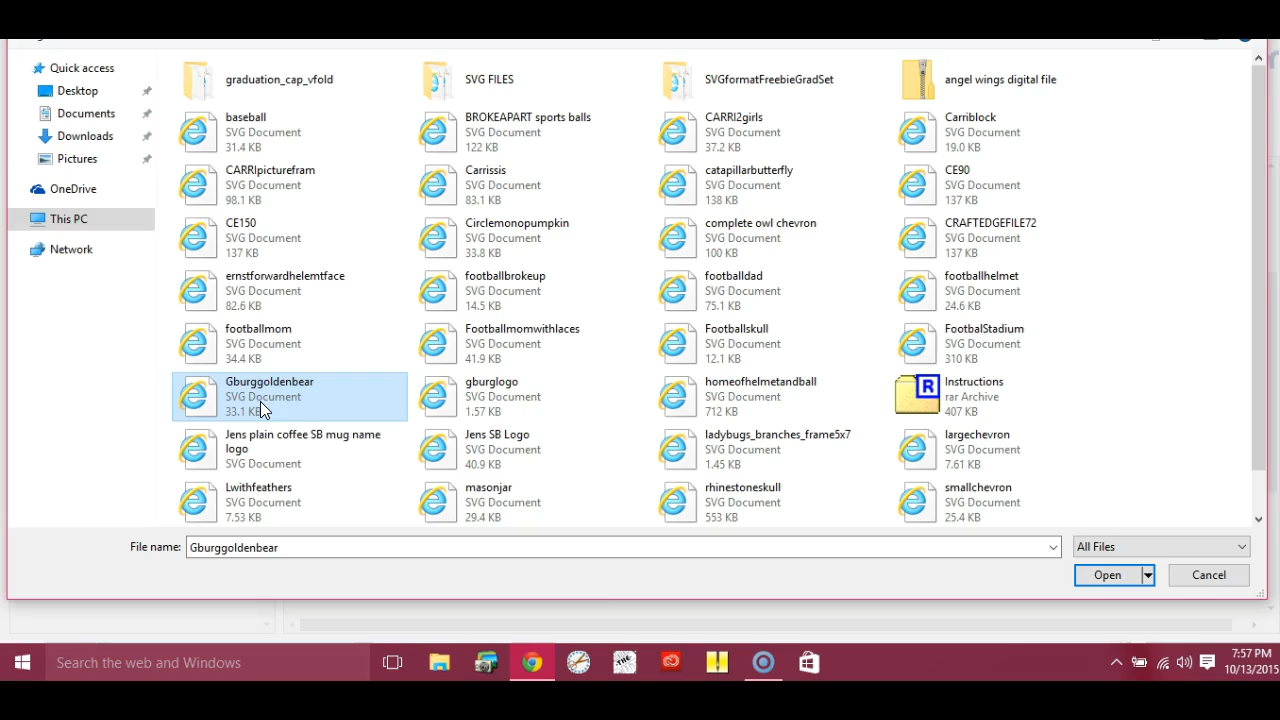 Quick access
Desktop
Documents
Downloads
Pictures
OneDrive
This PC
Network
graduation_cap_vfold
SVG FILES
SVGformatFreebieGradSet
angel wings digital file
baseball
SVG Document
31.4 KB
BROKEAPART sports balls
SVG Document
122 KB
CARRI2girls
SVG Document
37.2 KB
Carriblock
SVG Document
19.0 KB
CARRIpicturefram
SVG Document
98.1 KB
Carrissis
SVG Document
83.1 KB
catapillarbutterfly
SVG Document
138 KB
CE90
SVG Document
137 KB
CE150
SVG Document
137 KB
Circlemonopumpkin
SVG Document
33.8 KB
complete owl chevron
SVG Document
100 KB
CRAFTEDGEFILE72
SVG Document
137 KB
ernstforwardhelemtface
SVG Document
82.6 KB
footballbrokeup
SVG Document
14.5 KB
footballdad
SVG Document
75.1 KB
footballhelmet
SVG Document
24.6 KB
footballmom
SVG Document
34.4 KB
Footballmomwithlaces
SVG Document
41.9 KB
Footballskull
SVG Document
12.1 KB
FootbalStadium
SVG Document
310 KB
Gburggoldenbear
SVG Document
33.1 KB
gburglogo
SVG Document
1.57 KB
homeofhelmetandball
SVG Document
712 KB
Instructions
rar Archive
407 KB
Jens plain coffee SB mug name
logo
SVG Document
Jens SB Logo
SVG Document
40.9 KB
ladybugs_branches_frame5x7
SVG Document
1.45 KB
largechevron
SVG Document
7.61 KB
Lwithfeathers
SVG Document
7.53 KB
masonjar
SVG Document
29.4 KB
rhinestoneskull
SVG Document
553 KB
smallchevron
SVG Document
25.4 KB
File name: Gburggoldenbear
All Files
Open
Cancel
Search the web and Windows
7:57 PM
10/13/2015